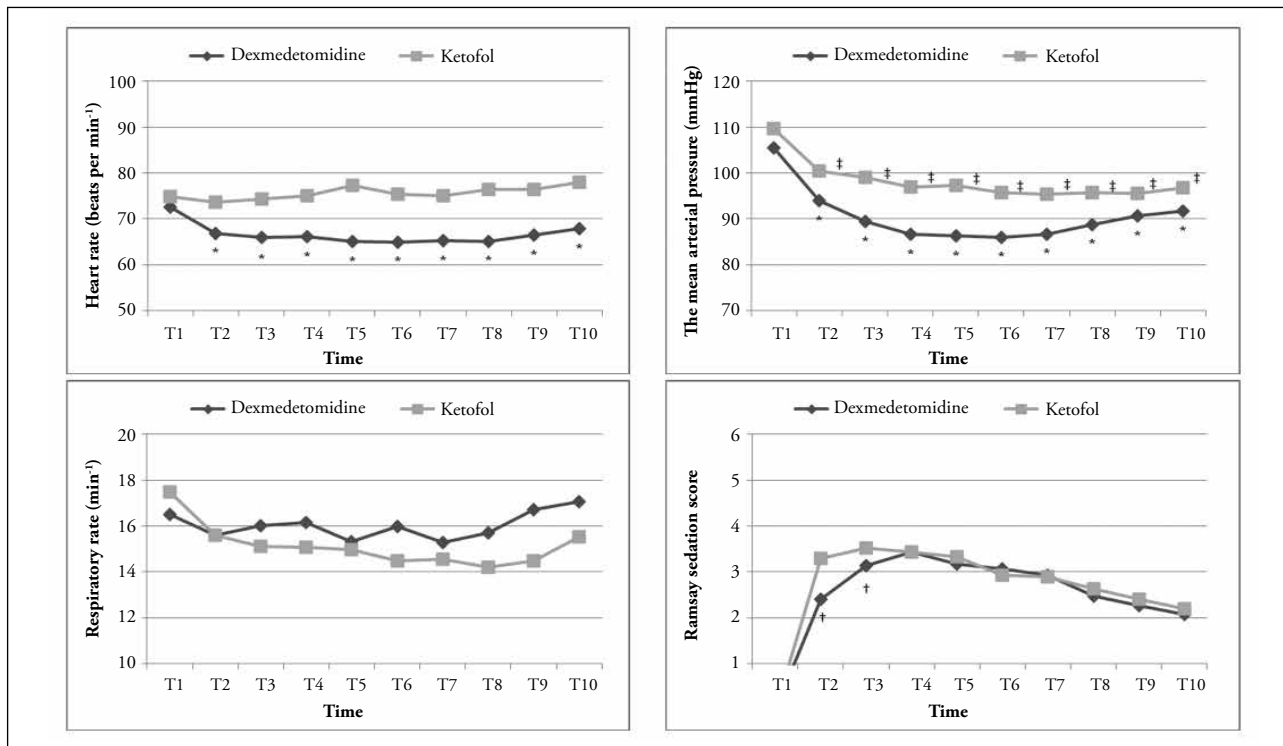 Dexmedetomidine Ketofol
Heart rate (beats per min⁻¹)
100
90
80
70
60
50
* * * * * * * * *
T1 T2 T3 T4 T5 T6 T7 T8 T9 T10
Time
Dexmedetomidine Ketofol
The mean arterial pressure (mmHg)
120
110
100
90
80
70
‡ ‡ ‡ ‡ ‡ ‡ ‡ ‡ ‡
* * * * * * * * *
T1 T2 T3 T4 T5 T6 T7 T8 T9 T10
Time
Dexmedetomidine Ketofol
Respiratory rate (min⁻¹)
20
18
16
14
12
10
T1 T2 T3 T4 T5 T6 T7 T8 T9 T10
Time
Dexmedetomidine Ketofol
Ramsay sedation score
6
5
4
3
2
1
† †
T1 T2 T3 T4 T5 T6 T7 T8 T9 T10
Time